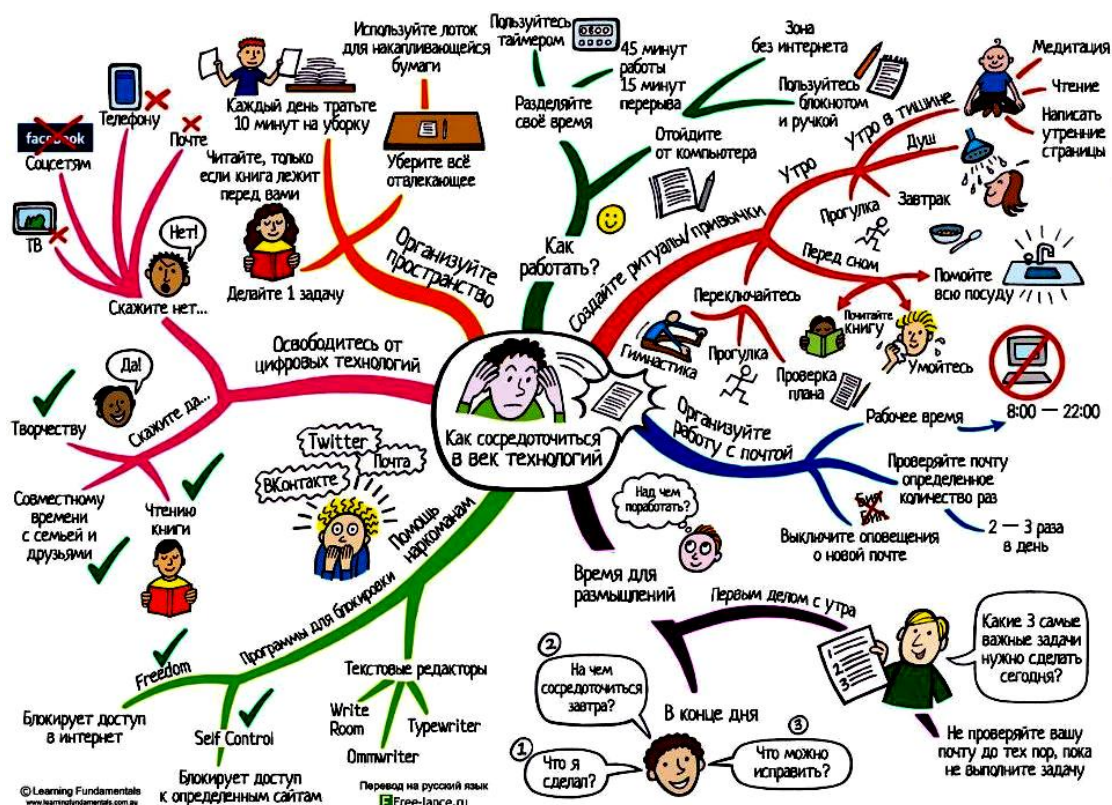 Как сосредоточиться
в век технологий
Организуйте
пространство
Каждый день тратьте
10 минут на уборку
Используйте лоток
для накапливающейся
бумаги
Уберите всё
отвлекающее
Читайте, только
если книга лежит
перед вами
Делайте 1 задачу
Как
работать?
Разделяйте
своё время
Пользуйтесь
таймером
45 минут
работы
15 минут
перерыва
Отойдите
от компьютера
Зона
без интернета
Пользуйтесь
блокнотом
и ручкой
Создайте ритуалы/привычки
Утро
Утро в тишине
Медитация
Чтение
Написать
утренние
страницы
Душ
Завтрак
Прогулка
Перед сном
Помойте
всю посуду
Почитайте
книгу
Умойтесь
Переключайтесь
Гимнастика
Прогулка
Проверка
плана
Организуйте
работу с почтой
Рабочее время
8:00 — 22:00
Проверяйте почту
определенное
количество раз
2 — 3 раза
в день
Выключите оповещения
о новой почте
Время для
размышлений
Над чем
поработать?
Первым делом с утра
1
2
3
Какие 3 самые
важные задачи
нужно сделать
сегодня?
Не проверяйте вашу
почту до тех пор, пока
не выполните задачу
В конце дня
1
Что я
сделал?
2
На чем
сосредоточиться
завтра?
3
Что можно
исправить?
Помощь
наркоманам
Twitter
Почта
ВКонтакте
Текстовые редакторы
Write
Room
Ommwriter
Typewriter
Программы для блокировки
Freedom
Блокирует доступ
в интернет
Self Control
Блокирует доступ
к определенным сайтам
Освободитесь от
цифровых технологий
Скажите нет...
Нет!
ТВ
facebook
Соцсетям
Телефону
Почте
Скажите да...
Да!
Творчеству
Совместному
времени
с семьей и
друзьями
Чтению
книги
© Learning Fundamentals
www.learningfundamentals.com.au
Перевод на русский язык
Free-lance.ru